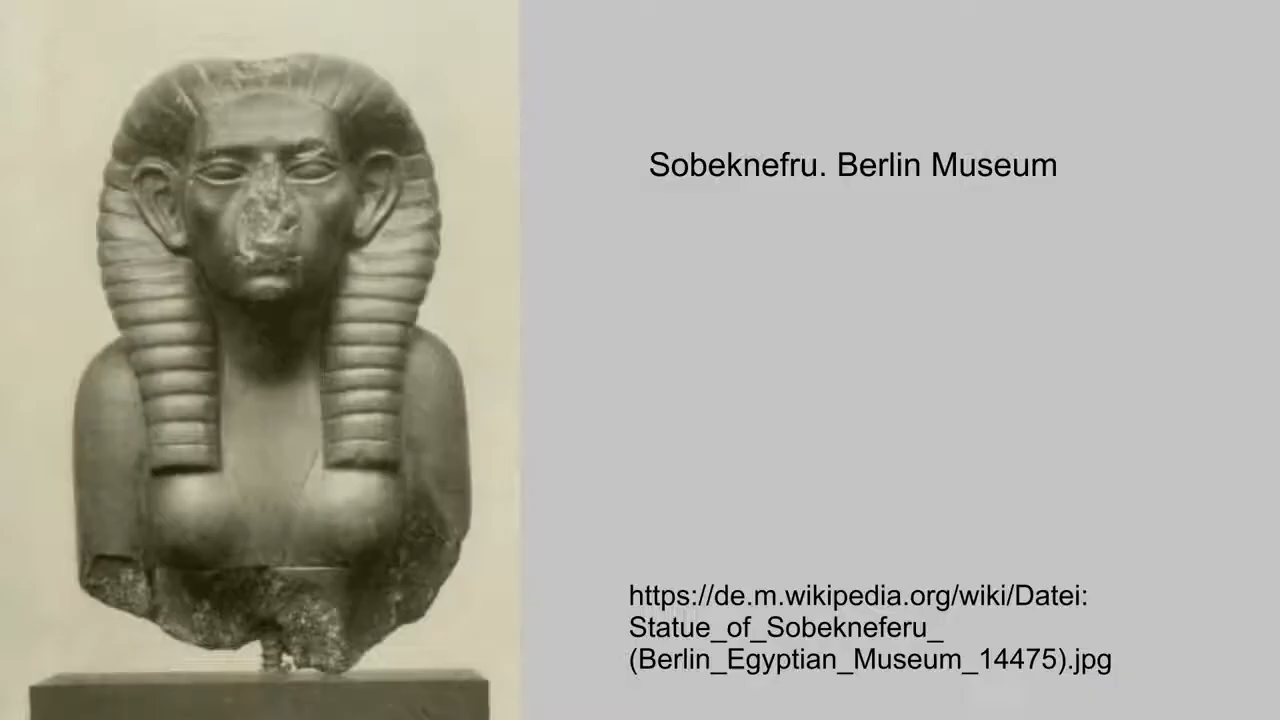 Sobeknefru. Berlin Museum
https://de.m.wikipedia.org/wiki/Datei:
Statue_of_Sobekneferu_
(Berlin_Egyptian_Museum_14475).jpg